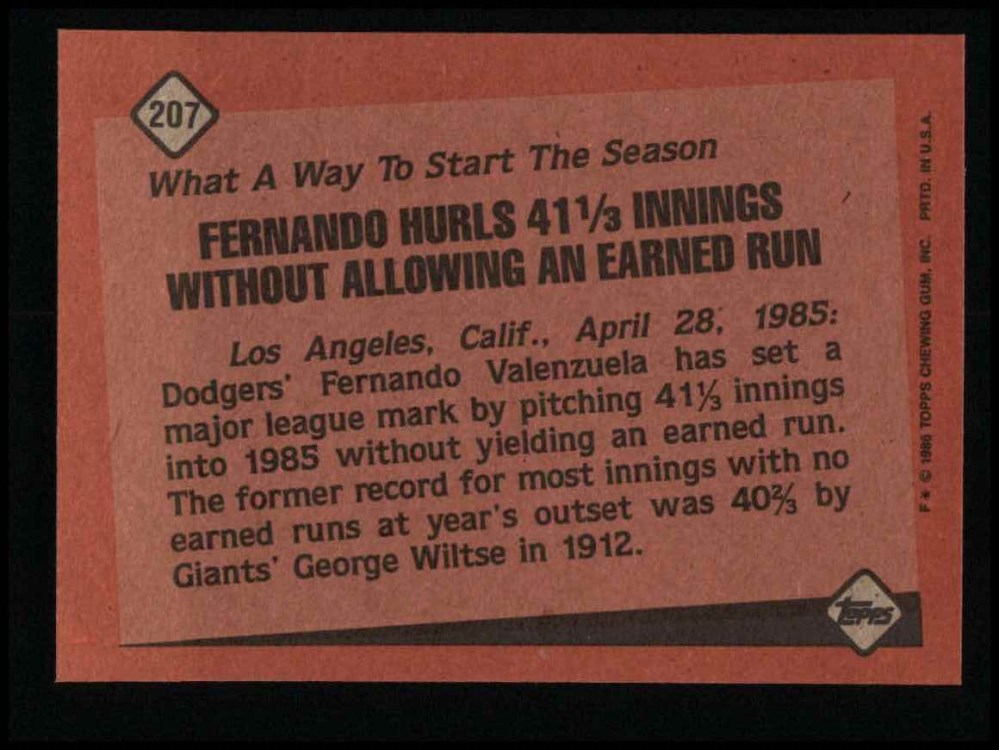 207
What A Way To Start The Season
FERNANDO HURLS 41 1/3 INNINGS
WITHOUT ALLOWING AN EARNED RUN
Los Angeles, Calif., April 28, 1985:
Dodgers' Fernando Valenzuela has set a
major league mark by pitching 41⅓ innings
into 1985 without yielding an earned run.
The former record for most innings with no
earned runs at year's outset was 40⅔ by
Giants' George Wiltse in 1912.
topps
F✱ © 1986 TOPPS CHEWING GUM, INC. PRTD. IN U.S.A.